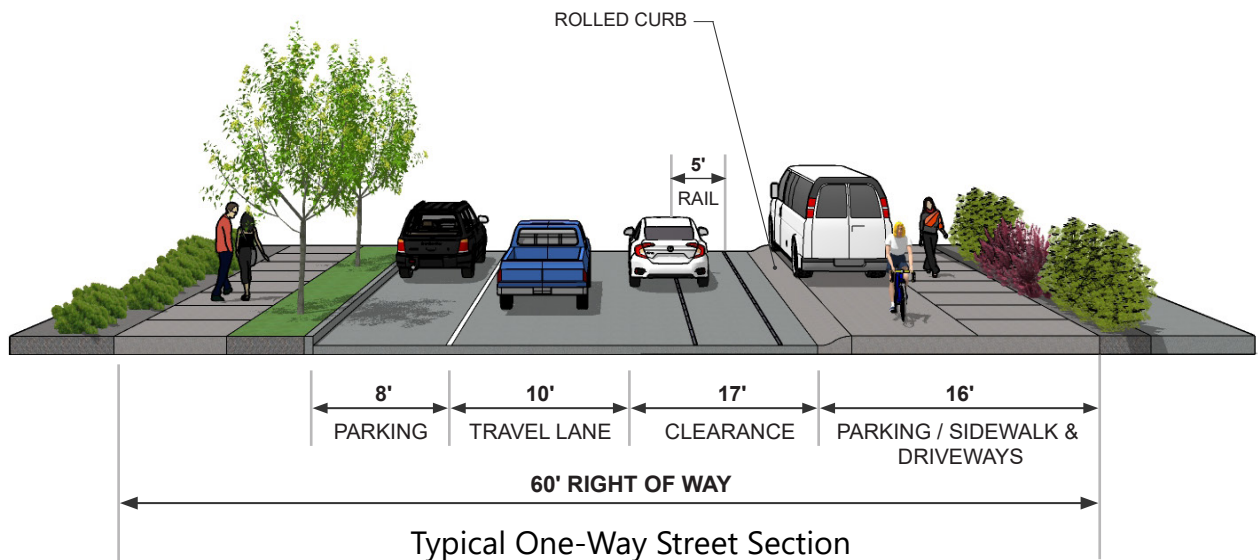 ROLLED CURB
5'
RAIL
8'
10'
17'
16'
PARKING
TRAVEL LANE
CLEARANCE
PARKING / SIDEWALK &
DRIVEWAYS
60' RIGHT OF WAY
Typical One-Way Street Section